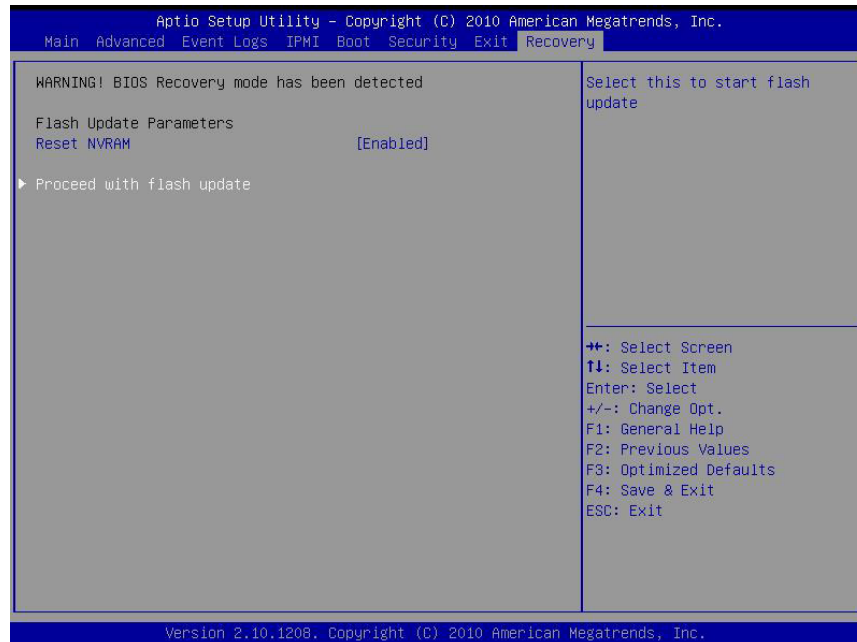 Aptio Setup Utility – Copyright (C) 2010 American Megatrends, Inc.
Main Advanced Event Logs IPMI Boot Security Exit Recovery
WARNING! BIOS Recovery mode has been detected
Flash Update Parameters
Reset NVRAM [Enabled]
▶ Proceed with flash update
Select this to start flash
update
→←: Select Screen
↑↓: Select Item
Enter: Select
+/-: Change Opt.
F1: General Help
F2: Previous Values
F3: Optimized Defaults
F4: Save & Exit
ESC: Exit
Version 2.10.1208. Copyright (C) 2010 American Megatrends, Inc.